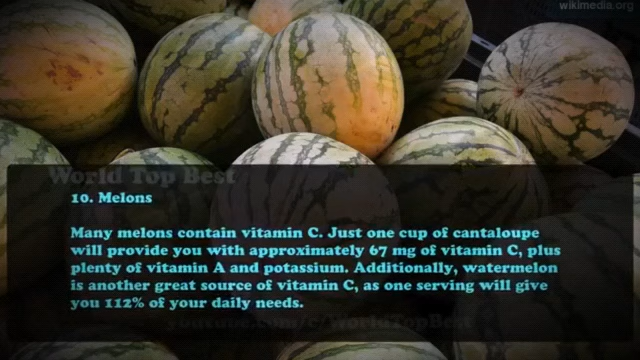 wikimedia.org
World Top Best
10. Melons
Many melons contain vitamin C. Just one cup of cantaloupe
will provide you with approximately 67 mg of vitamin C, plus
plenty of vitamin A and potassium. Additionally, watermelon
is another great source of vitamin C, as one serving will give
you 112% of your daily needs.
youtube.com/c/WorldTopBest